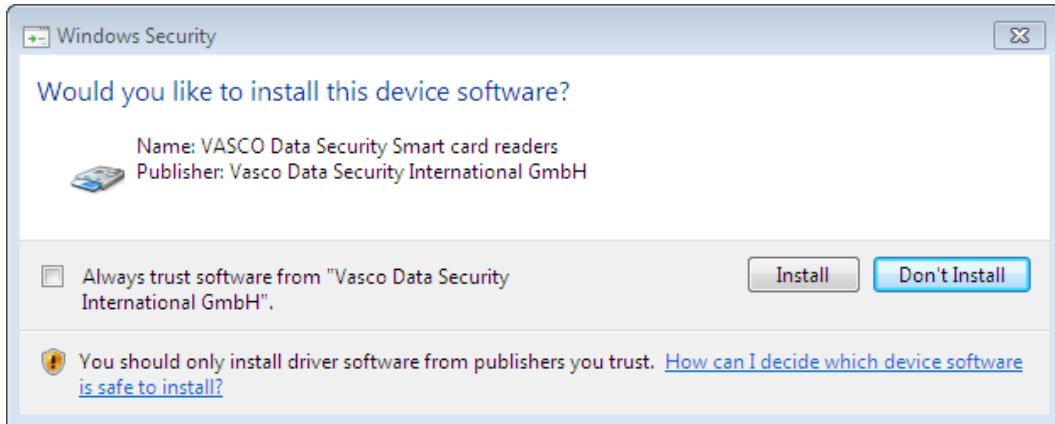 Windows Security
Would you like to install this device software?
Name: VASCO Data Security Smart card readers
Publisher: Vasco Data Security International GmbH
Always trust software from "Vasco Data Security
International GmbH".
Install
Don't Install
You should only install driver software from publishers you trust. How can I decide which device software
is safe to install?